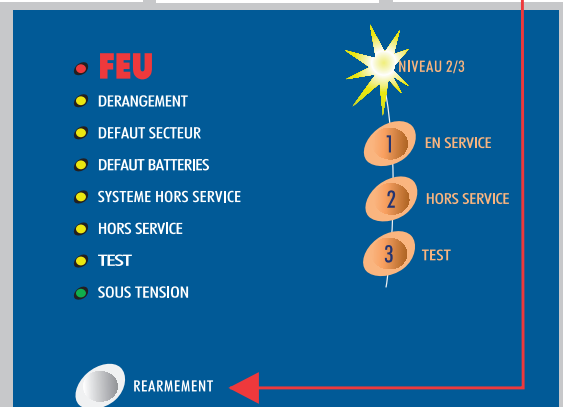 FEU
DERANGEMENT
DEFAUT SECTEUR
DEFAUT BATTERIES
SYSTEME HORS SERVICE
HORS SERVICE
TEST
SOUS TENSION
REARMEMENT
NIVEAU 2/3
1 EN SERVICE
2 HORS SERVICE
3 TEST